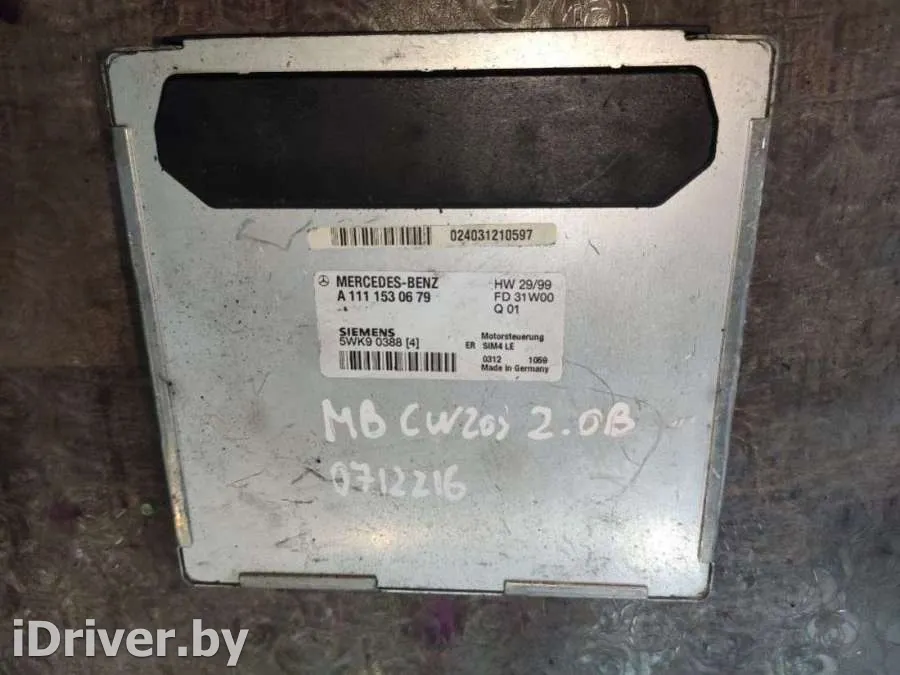 024031210597
MERCEDES-BENZ HW 29/99
A 111 153 06 79 FD 31W00
Q 01
SIEMENS Motorsteuerung
5WK9 0388 [4] ER SIM4 LE
0312 1059
Made in Germany
MB CW203 2.0B
0712216
iDriver.by